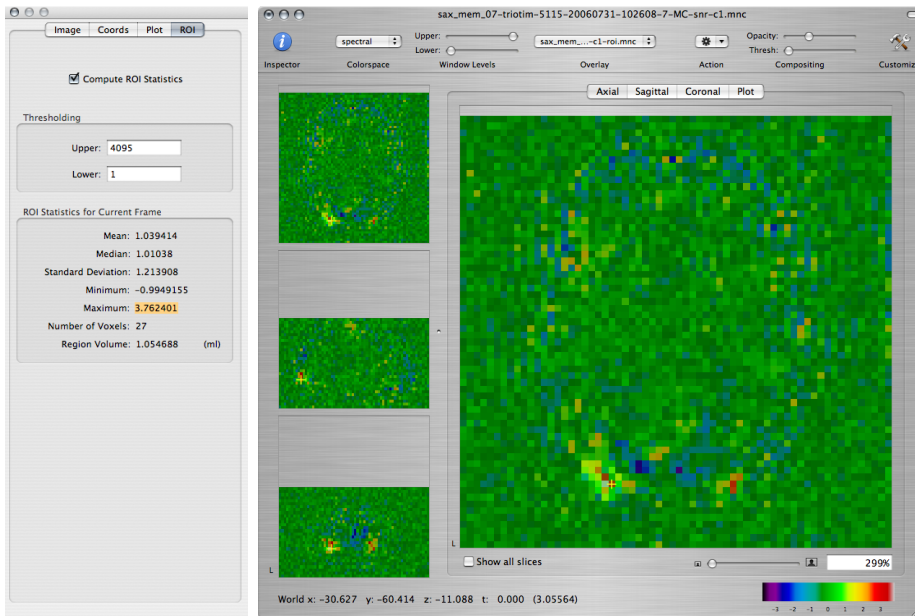 Image Coords Plot ROI
Compute ROI Statistics
Thresholding
Upper: 4095
Lower: 1
ROI Statistics for Current Frame
Mean: 1.039414
Median: 1.01038
Standard Deviation: 1.213908
Minimum: -0.9949155
Maximum: 3.762401
Number of Voxels: 27
Region Volume: 1.054688 (ml)
sax_mem_07-triotim-5115-20060731-102608-7-MC-snr-c1.mnc
i
spectral
Upper:
Lower:
sax_mem_...-c1-roi.mnc
Opacity:
Thresh:
Inspector Colorspace Window Levels Overlay Action Compositing Customiz
Axial Sagittal Coronal Plot
L
L
Show all slices
299%
World x: -30.627 y: -60.414 z: -11.088 t: 0.000 (3.05564)
-3 -2 -1 0 1 2 3